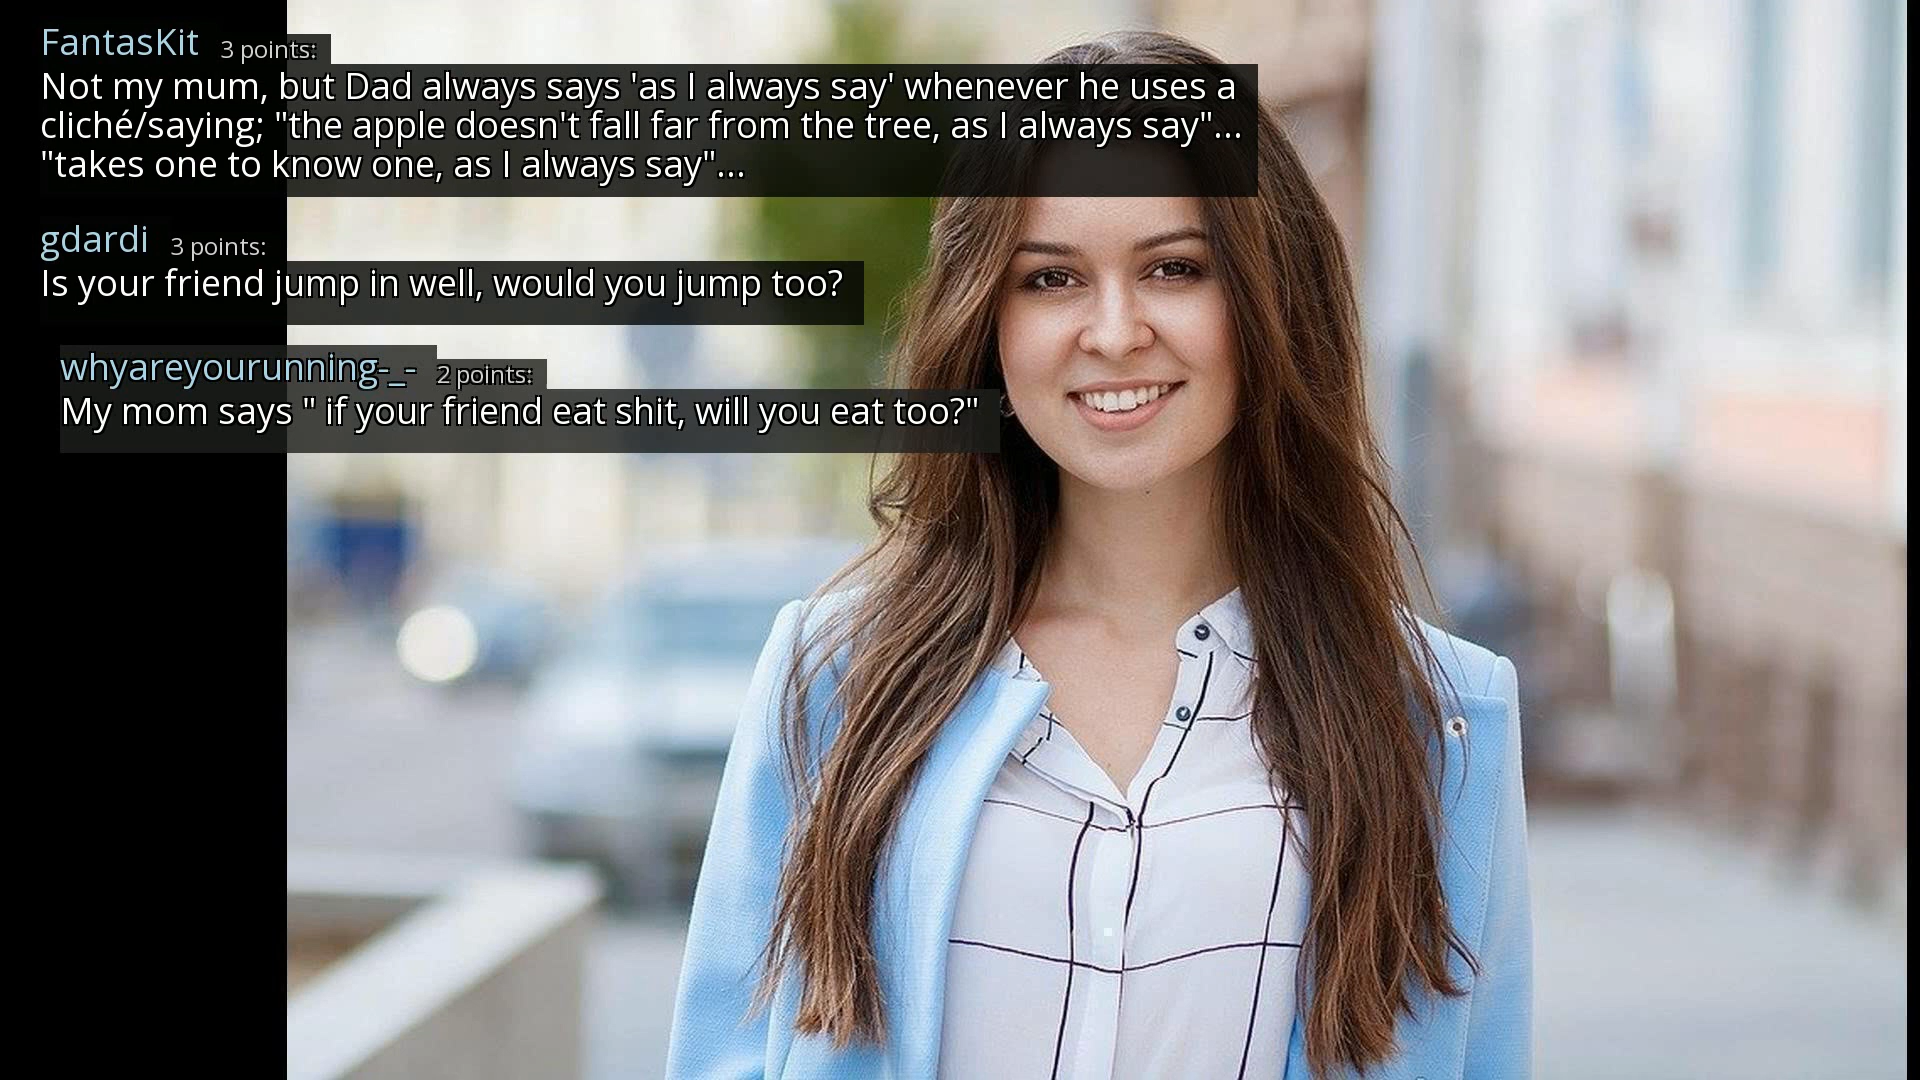 FantasKit 3 points:
Not my mum, but Dad always says 'as I always say' whenever he uses a
cliché/saying; "the apple doesn't fall far from the tree, as I always say"...
"takes one to know one, as I always say"...
gdardi 3 points:
Is your friend jump in well, would you jump too?
whyareyourunning-_- 2 points:
My mom says " if your friend eat shit, will you eat too?"